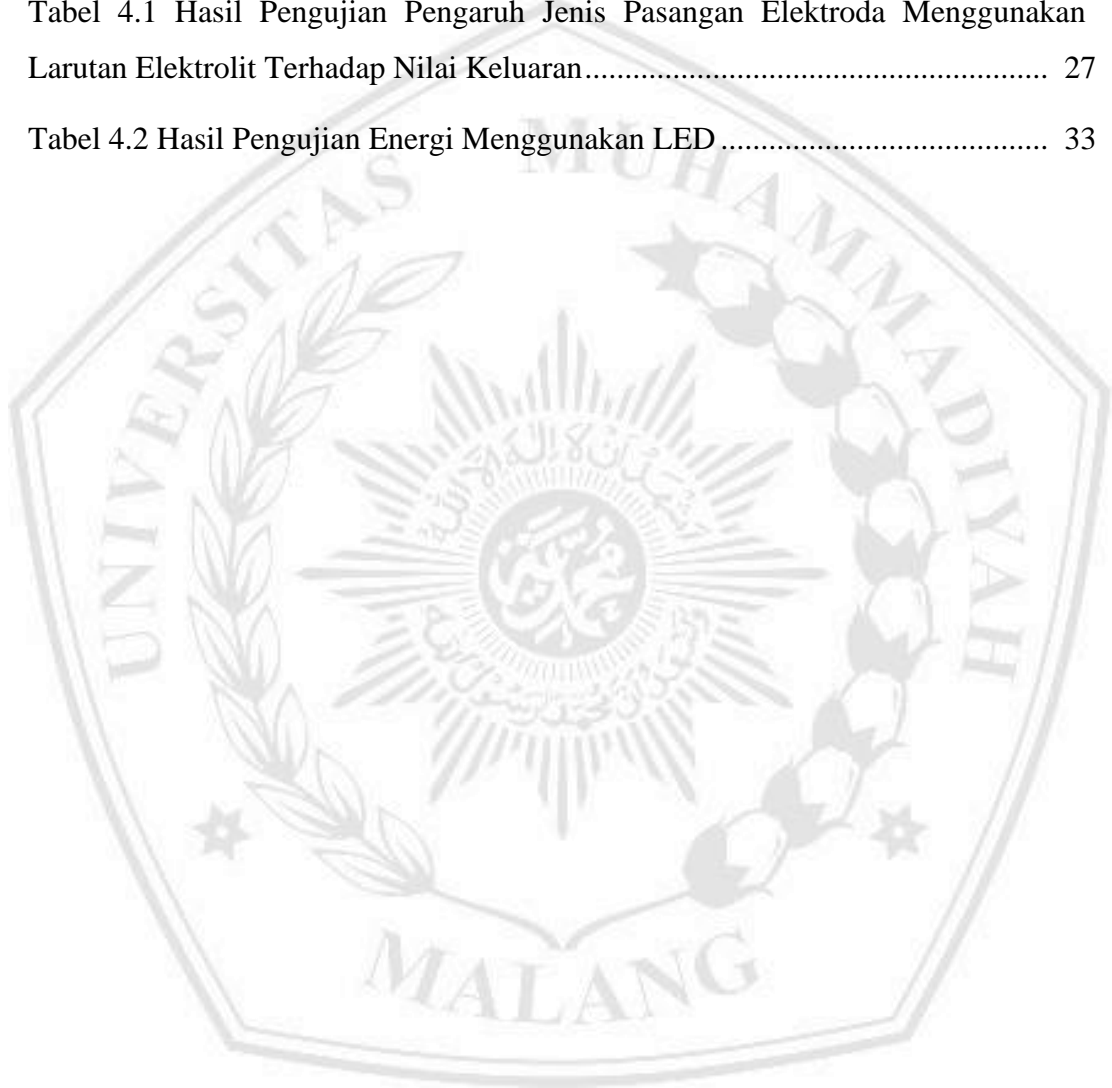 Tabel 4.1 Hasil Pengujian Pengaruh Jenis Pasangan Elektroda Menggunakan
Larutan Elektrolit Terhadap Nilai Keluaran.......................................................... 27
Tabel 4.2 Hasil Pengujian Energi Menggunakan LED ......................................... 33
UNIVERSITAS MUHAMMADIYAH
MALANG